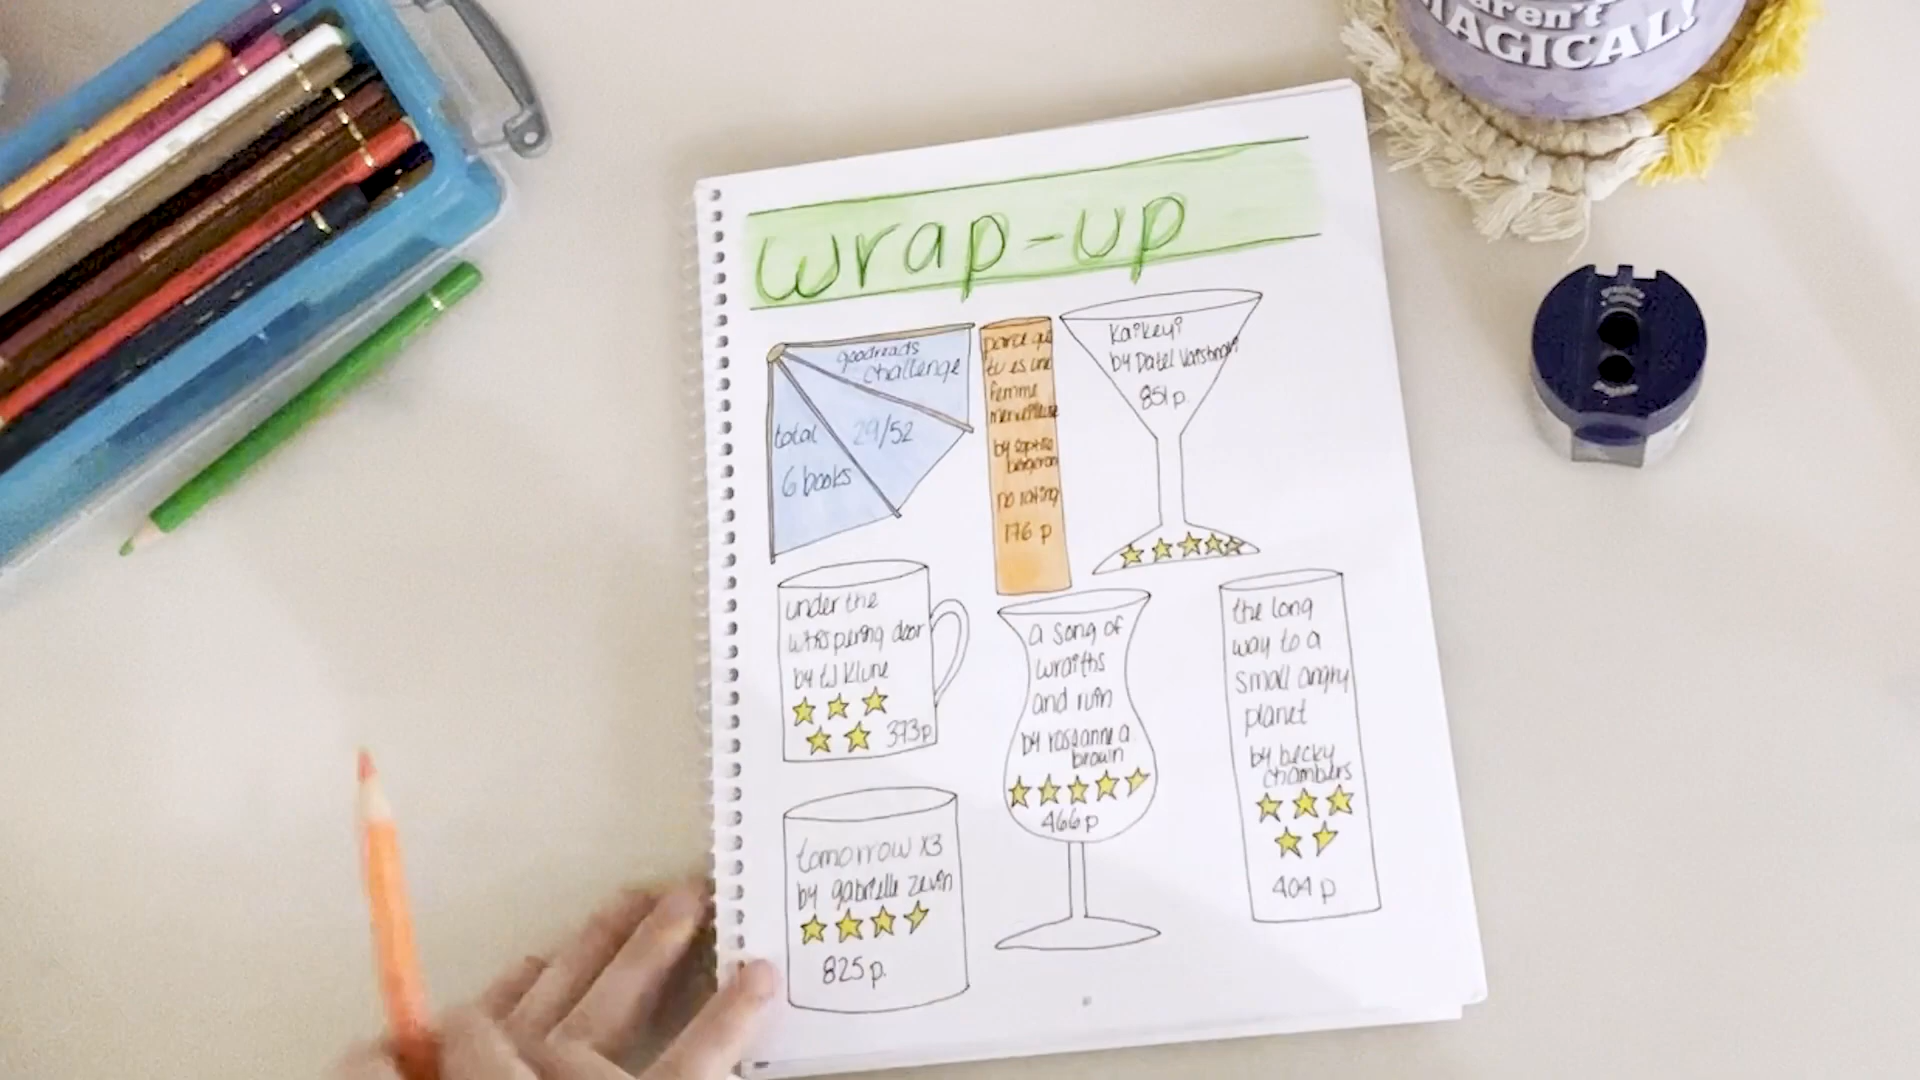 aren't
MAGICAL!
wrap-up
goodreads
challenge
29/52
total
6 books
parce que
tu es une
femme
merveilleuse
by sophie
bergeron
no rating
176 p
Kaikeyi
by
851p.
under the
whispering door
by tJ Klune
373p.
a song of
wraiths
and ruin
by roseanne a
brown
466p
the long
way to a
small angry
planet
by becky
chambers
404 p
tomorrow x3
by gabrielle zevin
825p.